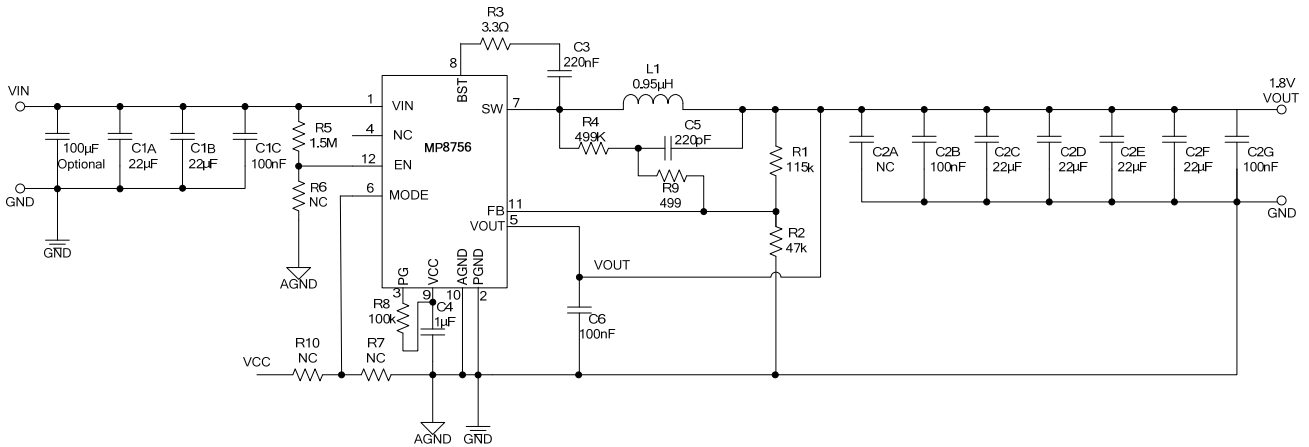 R3
3.3Ω
C3
220nF
8
BST
L1
0.95μH
VIN
1
VIN
SW
7
1.8V
VOUT
100μF
Optional
C1A
22μF
C1B
22μF
C1C
100nF
R5
1.5M
4
NC
MP8756
12
EN
R4
499K
C5
220pF
R1
115k
C2A
NC
C2B
100nF
C2C
22μF
C2D
22μF
C2E
22μF
C2F
22μF
C2G
100nF
GND
R6
NC
6
MODE
R9
499
FB
11
VOUT
5
GND
R2
47k
GND
AGND
PG
VCC
AGND
PGND
3
9
10
2
VOUT
R8
100k
C4
1μF
C6
100nF
VCC
R10
NC
R7
NC
AGND
GND